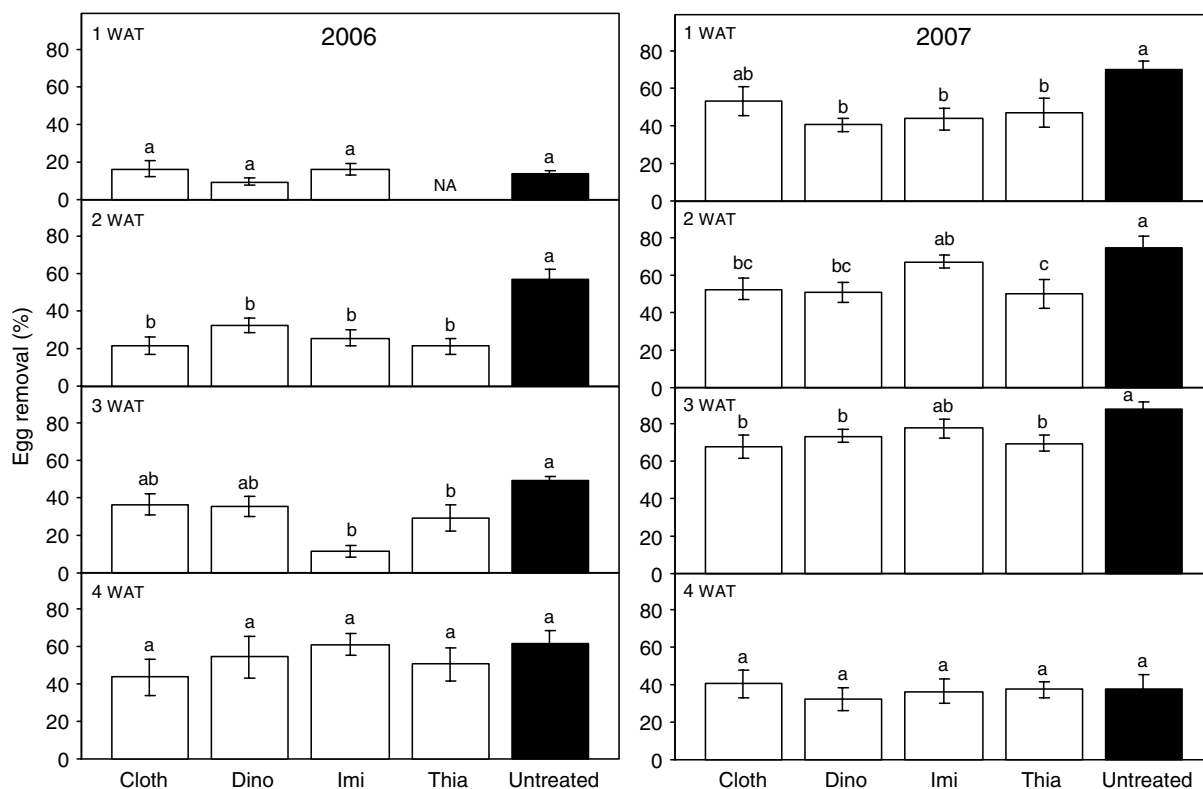 1 WAT
2006
80
60
40
20
0
a a a NA a
2 WAT
80
60
40
20
0
b b b b a
3 WAT
80
60
40
20
0
ab ab b b a
4 WAT
80
60
40
20
0
a a a a a
Egg removal (%)
Cloth Dino Imi Thia Untreated
1 WAT
2007
80
60
40
20
0
ab b b b a
2 WAT
80
60
40
20
0
bc bc ab c a
3 WAT
80
60
40
20
0
b b ab b a
4 WAT
80
60
40
20
0
a a a a a
Cloth Dino Imi Thia Untreated